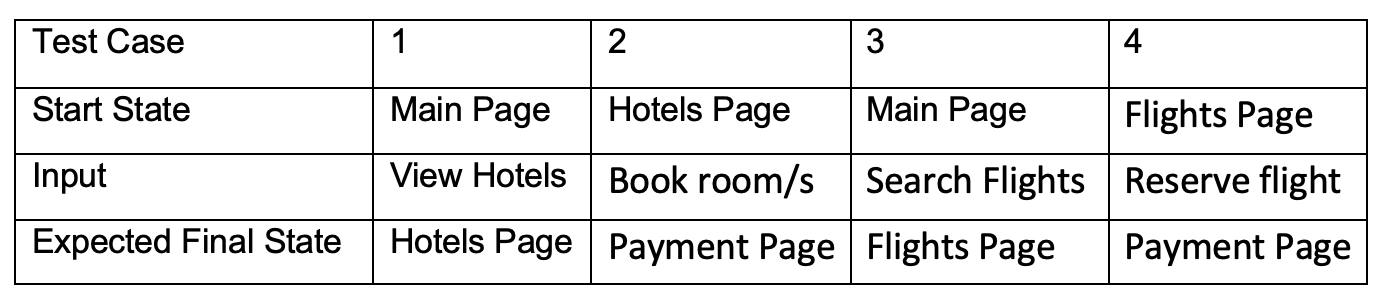 Test Case 1 2 3 4
Start State Main Page Hotels Page Main Page Flights Page
Input View Hotels Book room/s Search Flights Reserve flight
Expected Final State Hotels Page Payment Page Flights Page Payment Page